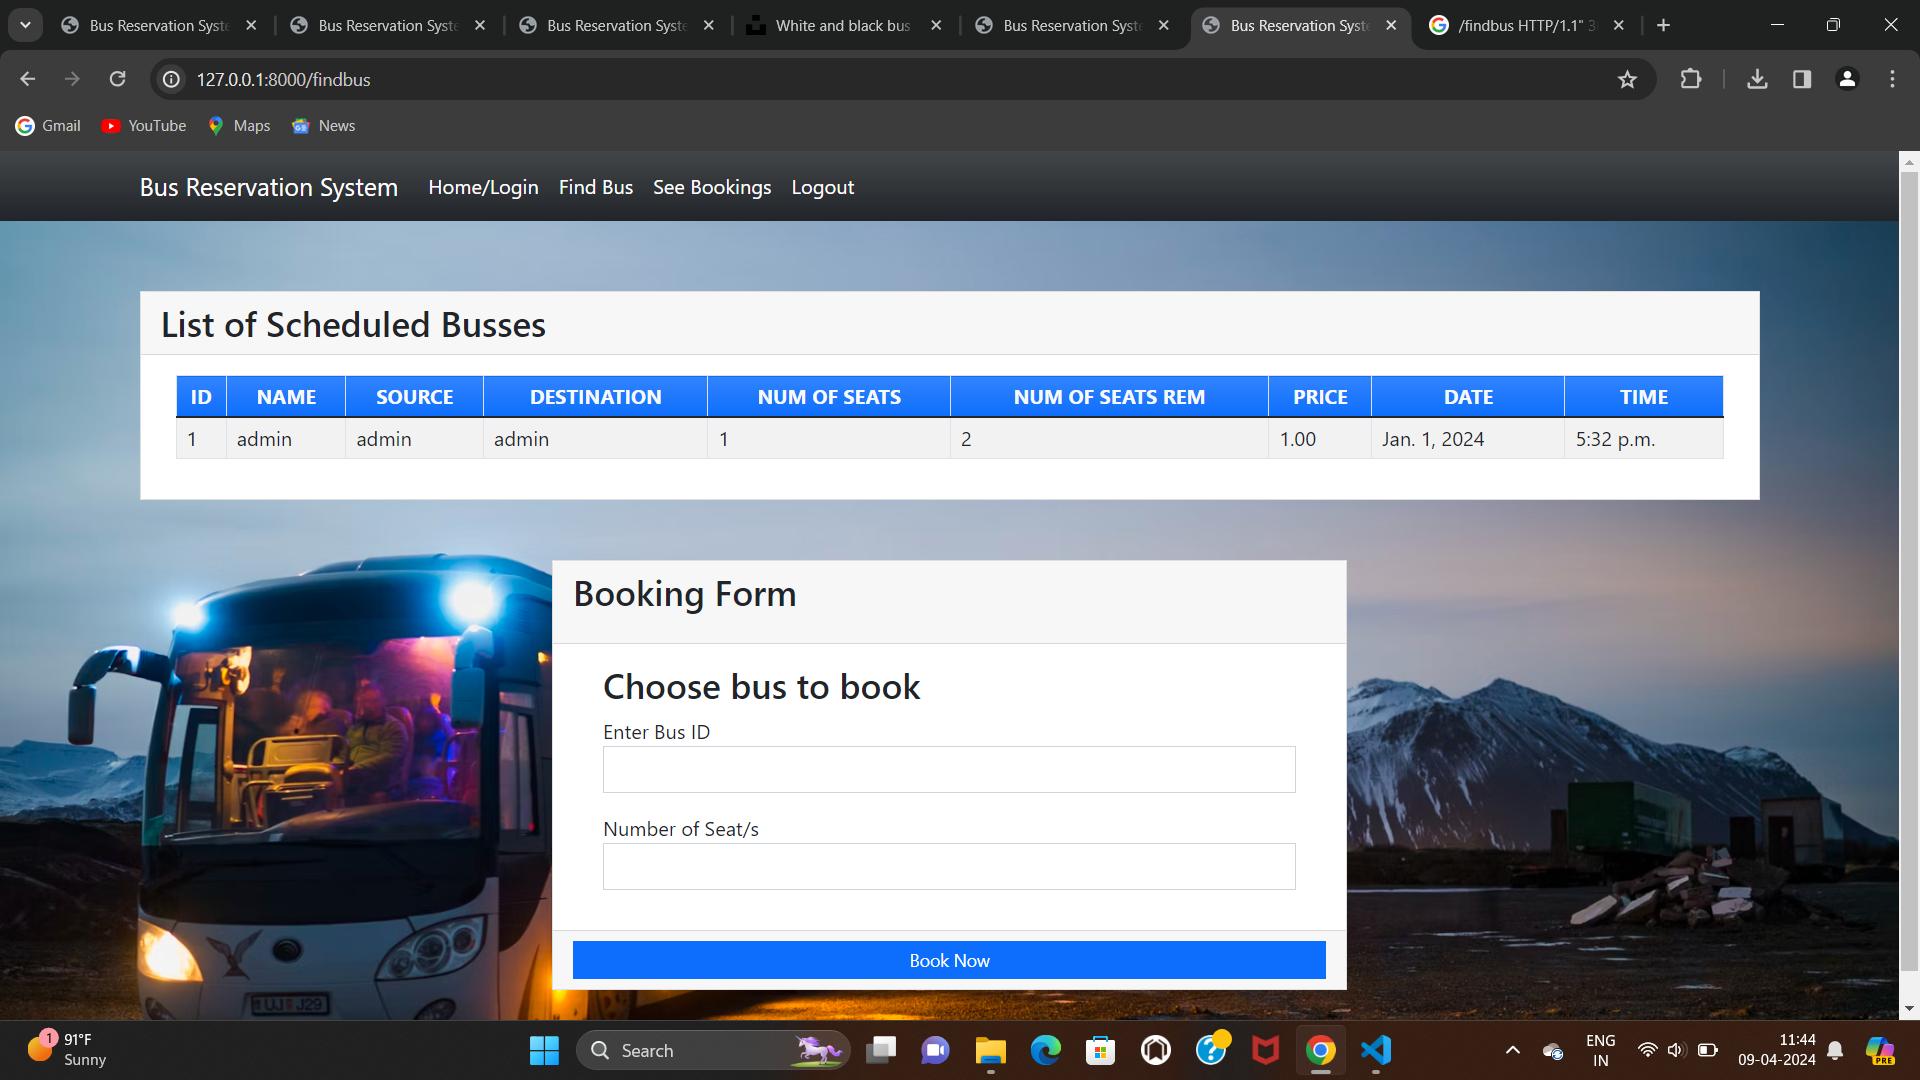 Bus Reservation Syste
Bus Reservation Syste
Bus Reservation Syste
White and black bus
Bus Reservation Syste
Bus Reservation Syste
/findbus HTTP/1.1" 3
127.0.0.1:8000/findbus
Gmail
YouTube
Maps
News
Bus Reservation System Home/Login Find Bus See Bookings Logout
List of Scheduled Busses
ID NAME SOURCE DESTINATION NUM OF SEATS NUM OF SEATS REM PRICE DATE TIME
1 admin admin admin 1 2 1.00 Jan. 1, 2024 5:32 p.m.
Booking Form
Choose bus to book
Enter Bus ID
Number of Seat/s
Book Now
1
91°F
Sunny
Search
ENG
IN
11:44
09-04-2024
PRE